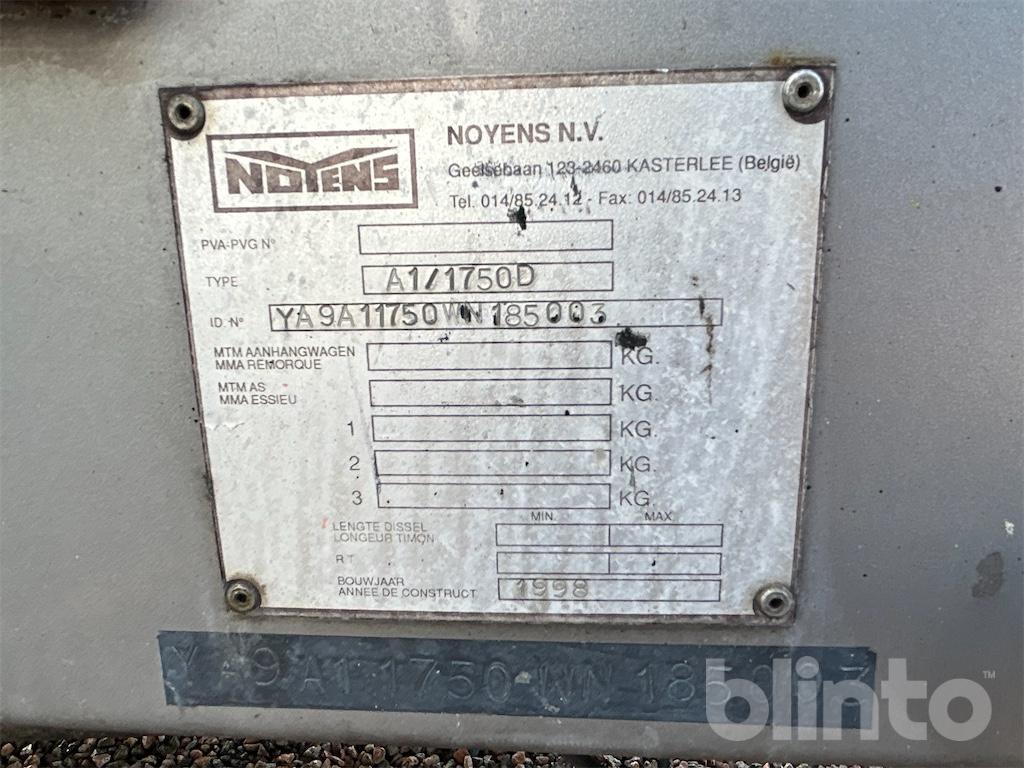 NOYENS
NOYENS N.V.
Geelsebaan 123-2460 KASTERLEE (België)
Tel. 014/85.24.12 - Fax: 014/85.24.13
PVA-PVG N°
TYPE A1/1750D
ID. N° YA9A11750WN185003
MTM AANHANGWAGEN KG.
MMA REMORQUE
MTM AS KG.
MMA ESSIEU
1 KG.
2 KG.
3 KG.
MIN. MAX.
LENGTE DISSEL
LONGEUR TIMON
R T
BOUWJAAR 1998
ANNEE DE CONSTRUCT
YA9A11750WN185003
blinto